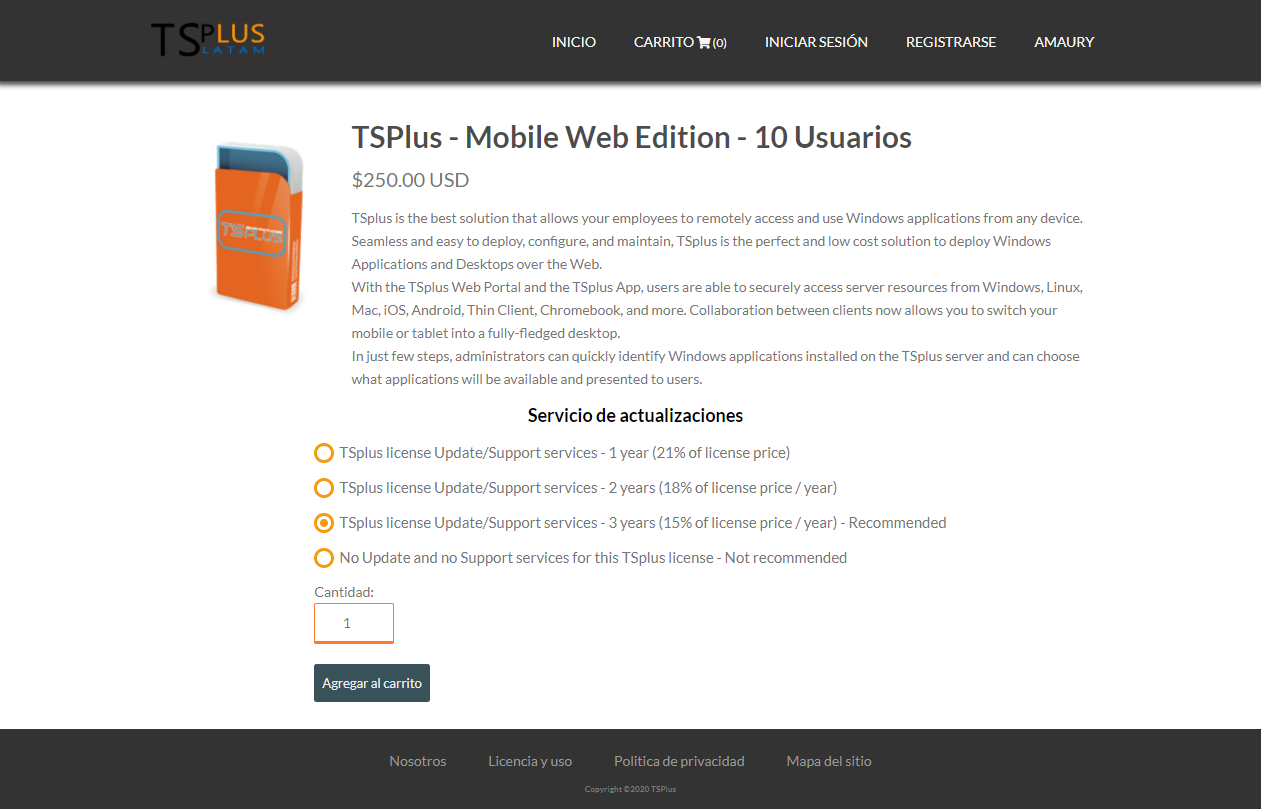 TSPLUS
LATAM
INICIO
CARRITO (0)
INICIAR SESIÓN
REGISTRARSE
AMAURY
TSPLUS
TSPlus - Mobile Web Edition - 10 Usuarios
$250.00 USD
TSplus is the best solution that allows your employees to remotely access and use Windows applications from any device.
Seamless and easy to deploy, configure, and maintain, TSplus is the perfect and low cost solution to deploy Windows
Applications and Desktops over the Web.
With the TSplus Web Portal and the TSplus App, users are able to securely access server resources from Windows, Linux,
Mac, iOS, Android, Thin Client, Chromebook, and more. Collaboration between clients now allows you to switch your
mobile or tablet into a fully-fledged desktop.
In just few steps, administrators can quickly identify Windows applications installed on the TSplus server and can choose
what applications will be available and presented to users.
Servicio de actualizaciones
TSplus license Update/Support services - 1 year (21% of license price)
TSplus license Update/Support services - 2 years (18% of license price / year)
TSplus license Update/Support services - 3 years (15% of license price / year) - Recommended
No Update and no Support services for this TSplus license - Not recommended
Cantidad:
1
Agregar al carrito
Nosotros
Licencia y uso
Politica de privacidad
Mapa del sitio
Copyright ©2020 TSPlus